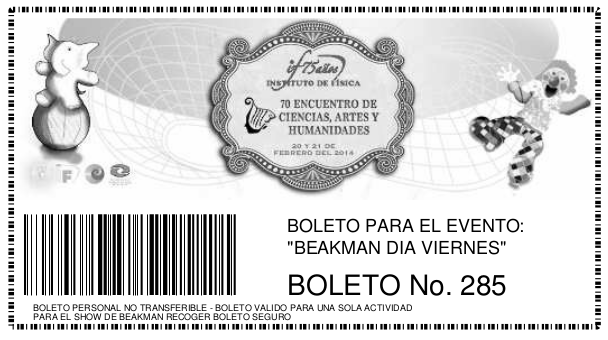 if 75 años
INSTITUTO DE FÍSICA
70 ENCUENTRO DE
CIENCIAS, ARTES Y
HUMANIDADES
20 Y 21 DE
FEBRERO DEL 2014
BOLETO PARA EL EVENTO:
"BEAKMAN DIA VIERNES"
BOLETO No. 285
BOLETO PERSONAL NO TRANSFERIBLE - BOLETO VALIDO PARA UNA SOLA ACTIVIDAD
PARA EL SHOW DE BEAKMAN RECOGER BOLETO SEGURO